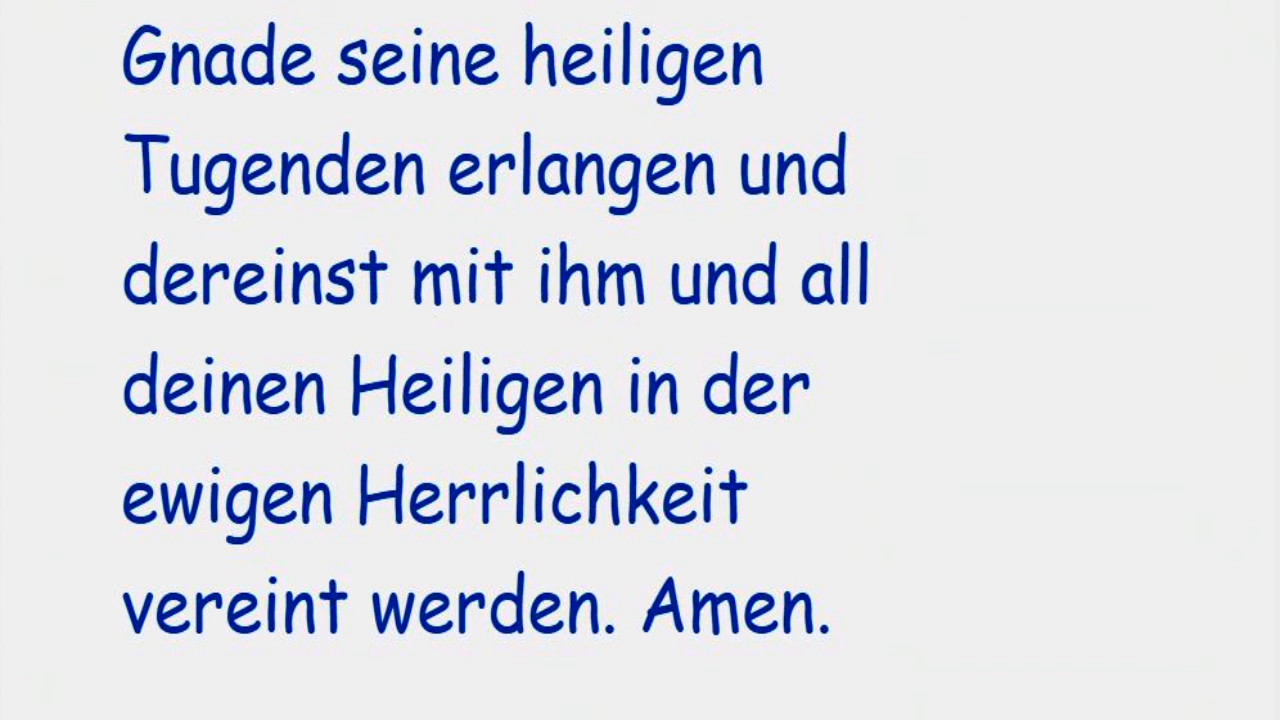 Gnade seine heiligen
Tugenden erlangen und
dereinst mit ihm und all
deinen Heiligen in der
ewigen Herrlichkeit
vereint werden. Amen.